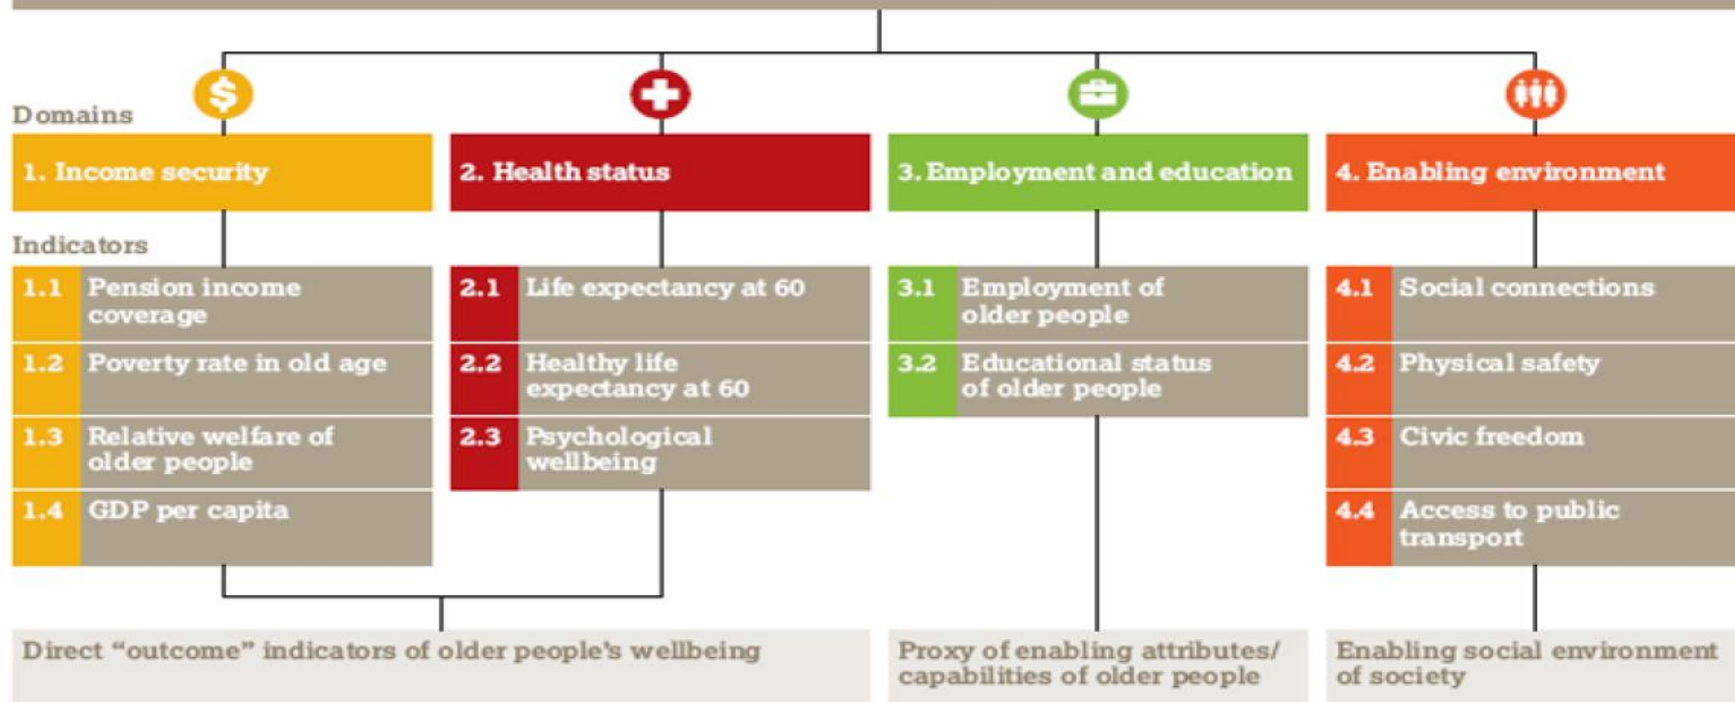 Domains
1. Income security
2. Health status
3. Employment and education
4. Enabling environment
Indicators
1.1 Pension income
coverage
1.2 Poverty rate in old age
1.3 Relative welfare of
older people
1.4 GDP per capita
2.1 Life expectancy at 60
2.2 Healthy life
expectancy at 60
2.3 Psychological
wellbeing
3.1 Employment of
older people
3.2 Educational status
of older people
4.1 Social connections
4.2 Physical safety
4.3 Civic freedom
4.4 Access to public
transport
Direct “outcome” indicators of older people’s wellbeing
Proxy of enabling attributes/
capabilities of older people
Enabling social environment
of society